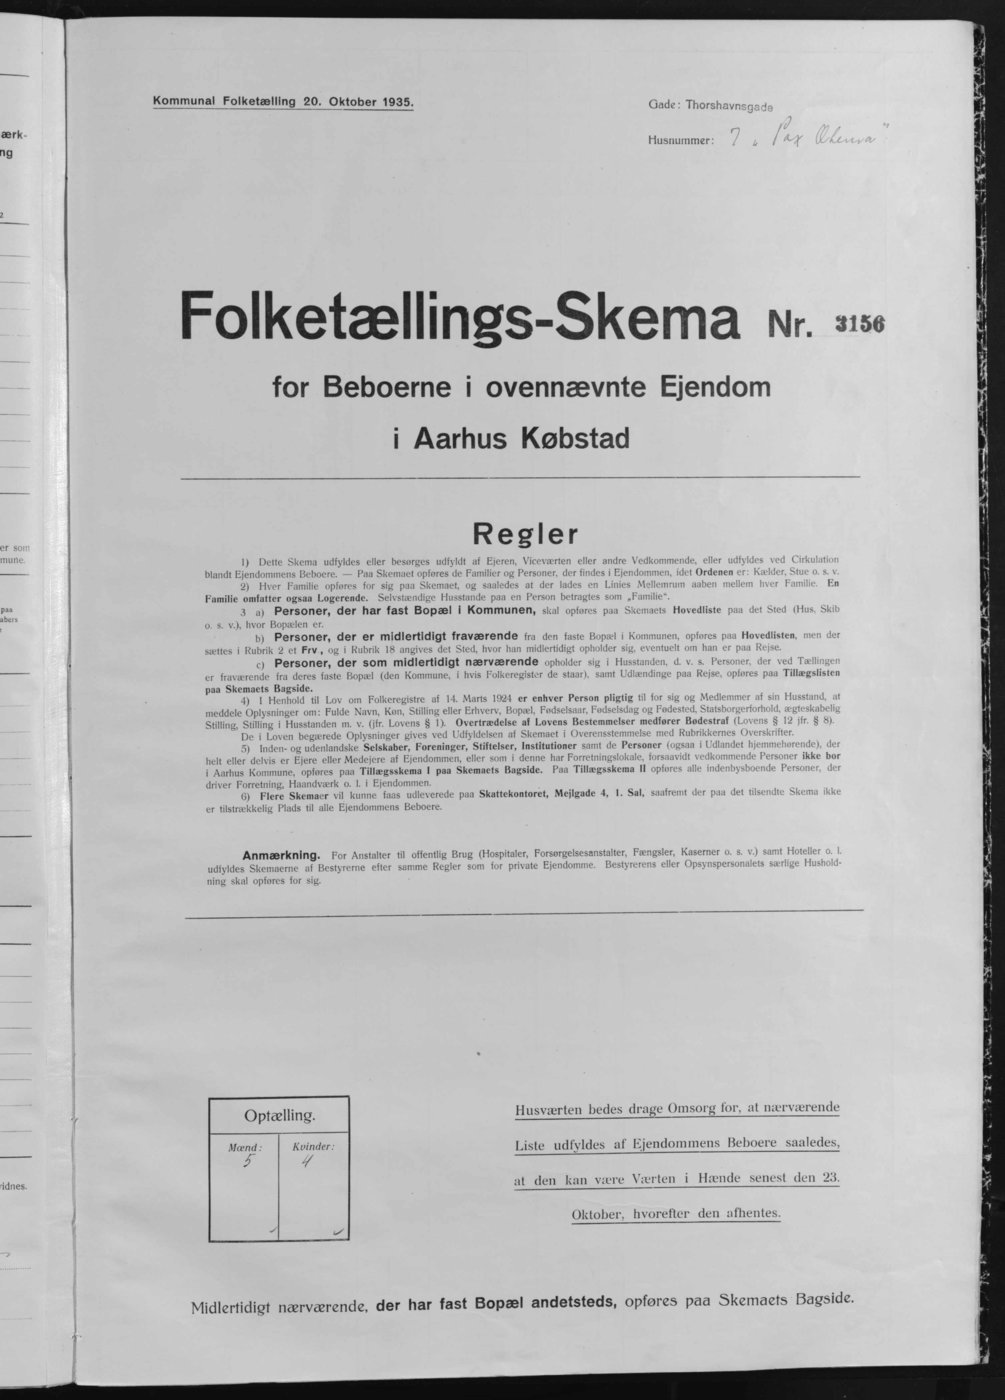 Kommunal Folketælling 20. Oktober 1935.
Gade: Thorshavnsgade
Husnummer: 7 „Pax
Folketællings-Skema Nr. 3156
for Beboerne i ovennævnte Ejendom
i Aarhus Købstad
Regler
1) Dette Skema udfyldes eller besørges udfyldt af Ejeren, Viceværten eller andre Vedkommende, eller udfyldes ved Cirkulation
blandt Ejendommens Beboere. — Paa Skemaet opføres de Familier og Personer, der findes i Ejendommen, idet Ordenen er: Kælder, Stue o. s. v.
2) Hver Familie opføres for sig paa Skemaet, og saaledes at der lades en Linies Mellemrum aaben mellem hver Familie. En
Familie omfatter ogsaa Logerende. Selvstændige Husstande paa en Person betragtes som „Familie“.
3 a) Personer, der har fast Bopæl i Kommunen, skal opføres paa Skemaets Hovedliste paa det Sted (Hus, Skib
o. s. v.), hvor Bopælen er.
b) Personer, der er midlertidigt fraværende fra den faste Bopæl i Kommunen, opføres paa Hovedlisten, men der
sættes i Rubrik 2 et Frv., og i Rubrik 18 angives det Sted, hvor han midlertidigt opholder sig, eventuelt om han er paa Rejse.
c) Personer, der som midlertidigt nærværende opholder sig i Husstanden, d. v. s. Personer, der ved Tællingen
er fraværende fra deres faste Bopæl (den Kommune, i hvis Folkeregister de staar), samt Udlændinge paa Rejse, opføres paa Tillægslisten
paa Skemaets Bagside.
4) I Henhold til Lov om Folkeregistre af 14. Marts 1924 er enhver Person pligtig til for sig og Medlemmer af sin Husstand, at
meddele Oplysninger om: Fulde Navn, Køn, Stilling eller Erhverv, Bopæl, Fødselsaar, Fødselsdag og Fødested, Statsborgerforhold, ægteskabelig
Stilling, Stilling i Husstanden m. v. (jfr. Lovens § 1). Overtrædelse af Lovens Bestemmelser medfører Bødestraf (Lovens § 12 jfr. § 8).
De i Loven begærede Oplysninger gives ved Udfyldelsen af Skemaet i Overensstemmelse med Rubrikkernes Overskrifter.
5) Inden- og udenlandske Selskaber, Foreninger, Stiftelser, Institutioner samt de Personer (ogsaa i Udlandet hjemmehørende), der
helt eller delvis er Ejere eller Medejere af Ejendommen, eller som i denne har Forretningslokale, forsaavidt vedkommende Personer ikke bor
i Aarhus Kommune, opføres paa Tillægsskema I paa Skemaets Bagside. Paa Tillægsskema II opføres alle indenbysboende Personer, der
driver Forretning, Haandværk o. l. i Ejendommen.
6) Flere Skemaer vil kunne faas udleverede paa Skattekontoret, Mejlgade 4, 1. Sal, saafremt der paa det tilsendte Skema ikke
er tilstrækkelig Plads til alle Ejendommens Beboere.
Anmærkning. For Anstalter til offentlig Brug (Hospitaler, Forsørgelsesanstalter, Fængsler, Kaserner o. s. v.) samt Hoteller o. l.
udfyldes Skemaerne af Bestyrerne efter samme Regler som for private Ejendomme. Bestyrerens eller Opsynspersonalets særlige Hushold-
ning skal opføres for sig.
Optælling.
Mænd: Kvinder:
5 4
Husværten bedes drage Omsorg for, at nærværende
Liste udfyldes af Ejendommens Beboere saaledes,
at den kan være Værten i Hænde senest den 23.
Oktober, hvorefter den afhentes.
Midlertidigt nærværende, der har fast Bopæl andetsteds, opføres paa Skemaets Bagside.